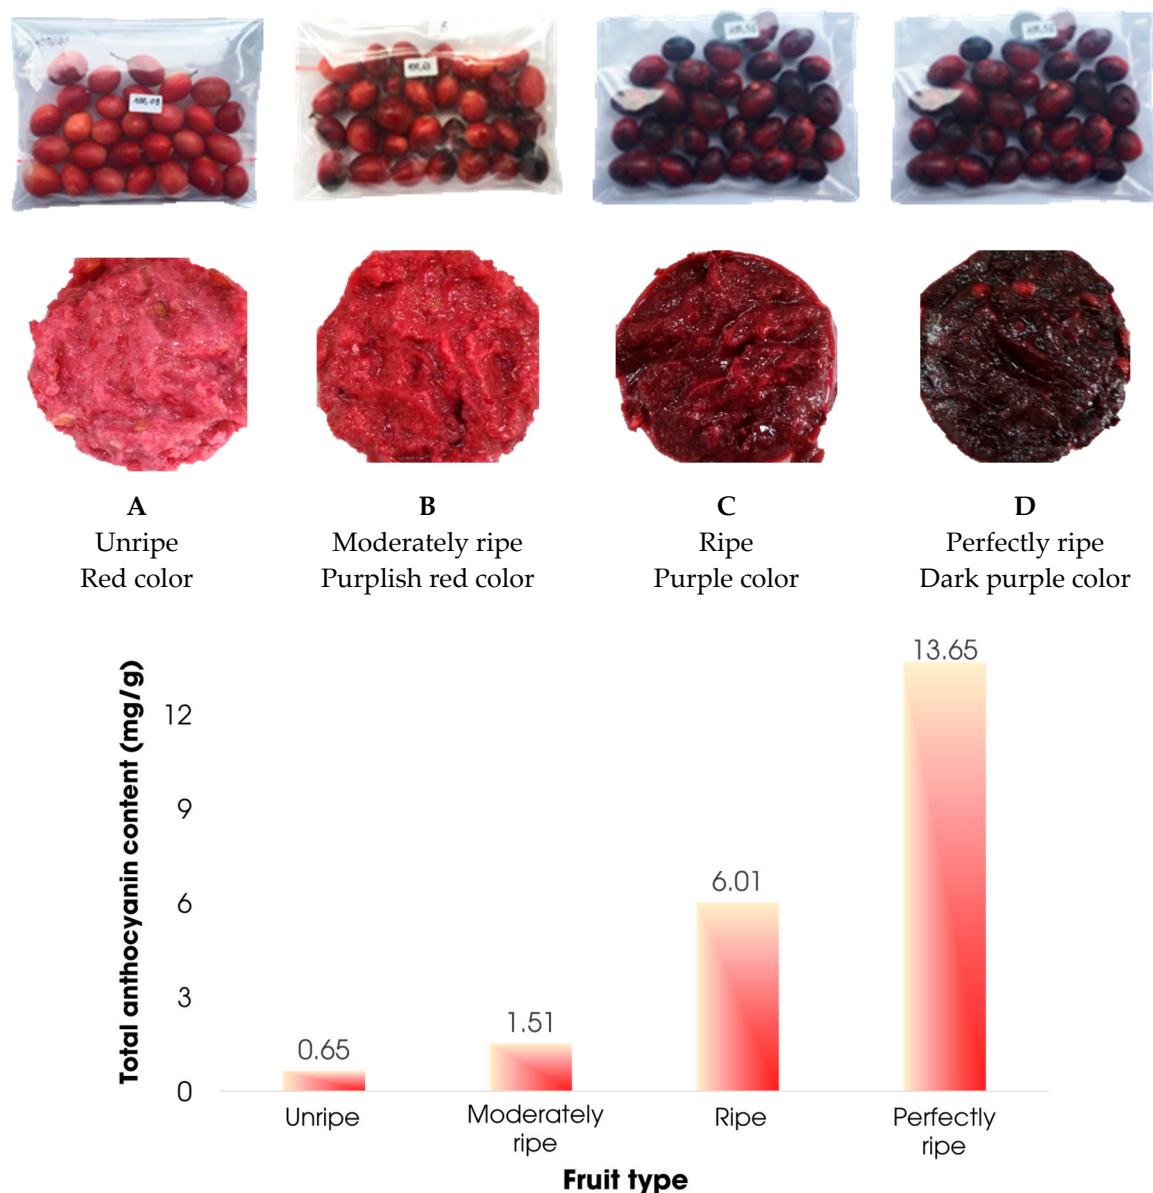 100,09
A
Unripe
Red color
B
Moderately ripe
Purplish red color
C
Ripe
Purple color
D
Perfectly ripe
Dark purple color
Total anthocyanin content (mg/g)
12
9
6
3
0
0.65
1.51
6.01
13.65
Unripe
Moderately
ripe
Ripe
Perfectly
ripe
Fruit type